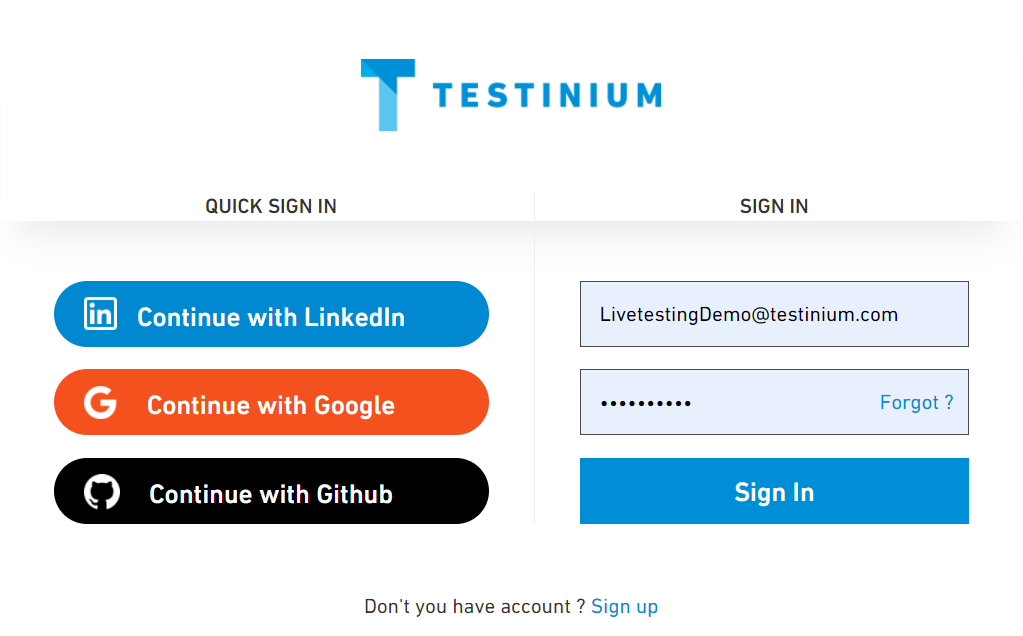 TESTINIUM
QUICK SIGN IN
SIGN IN
Continue with LinkedIn
Continue with Google
Continue with Github
LivetestingDemo@testinium.com
••••••••••
Forgot ?
Sign In
Don't you have account ? Sign up